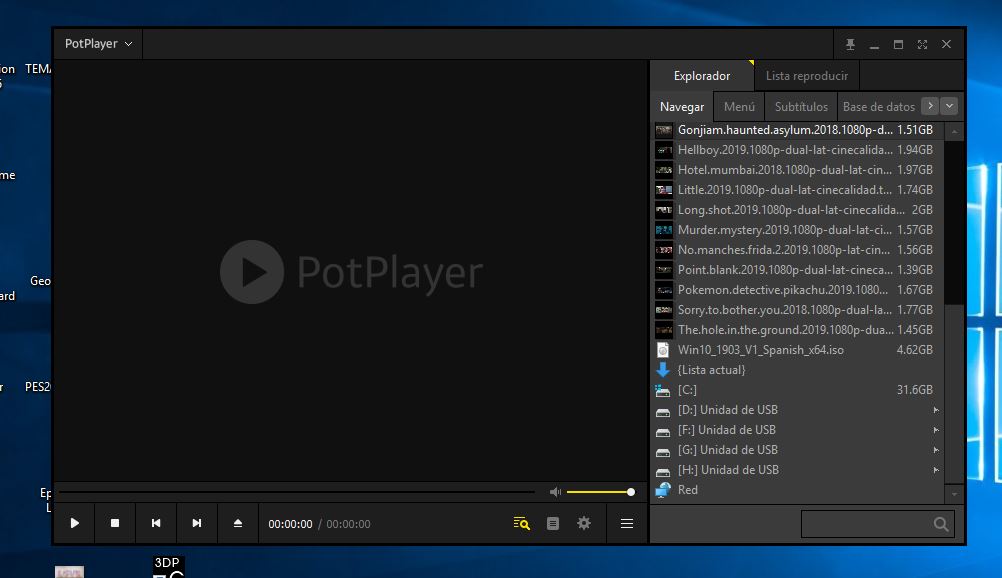 PotPlayer
Explorador
Lista reproducir
Navegar
Menú
Subtítulos
Base de datos
Gonjiam.haunted.asylum.2018.1080p-d... 1.51GB
Hellboy.2019.1080p-dual-lat-cinecalida... 1.94GB
Hotel.mumbai.2018.1080p-dual-lat-cin... 1.97GB
Little.2019.1080p-dual-lat-cinecalidad.t... 1.74GB
Long.shot.2019.1080p-dual-lat-cinecalida... 2GB
Murder.mystery.2019.1080p-dual-lat-cin... 1.57GB
No.manches.frida.2.2019.1080p-lat-cin... 1.56GB
Point.blank.2019.1080p-dual-lat-cineca... 1.39GB
Pokemon.detective.pikachu.2019.1080... 1.67GB
Sorry.to.bother.you.2018.1080p-dual-la... 1.77GB
The.hole.in.the.ground.2019.1080p-dua... 1.45GB
Win10_1903_V1_Spanish_x64.iso 4.62GB
{Lista actual}
[C:] 31.6GB
[D:] Unidad de USB
[F:] Unidad de USB
[G:] Unidad de USB
[H:] Unidad de USB
Red
PotPlayer
00:00:00 / 00:00:00
ion TEMA
me
Geo
ard
r PES20
Ep
L
3DP